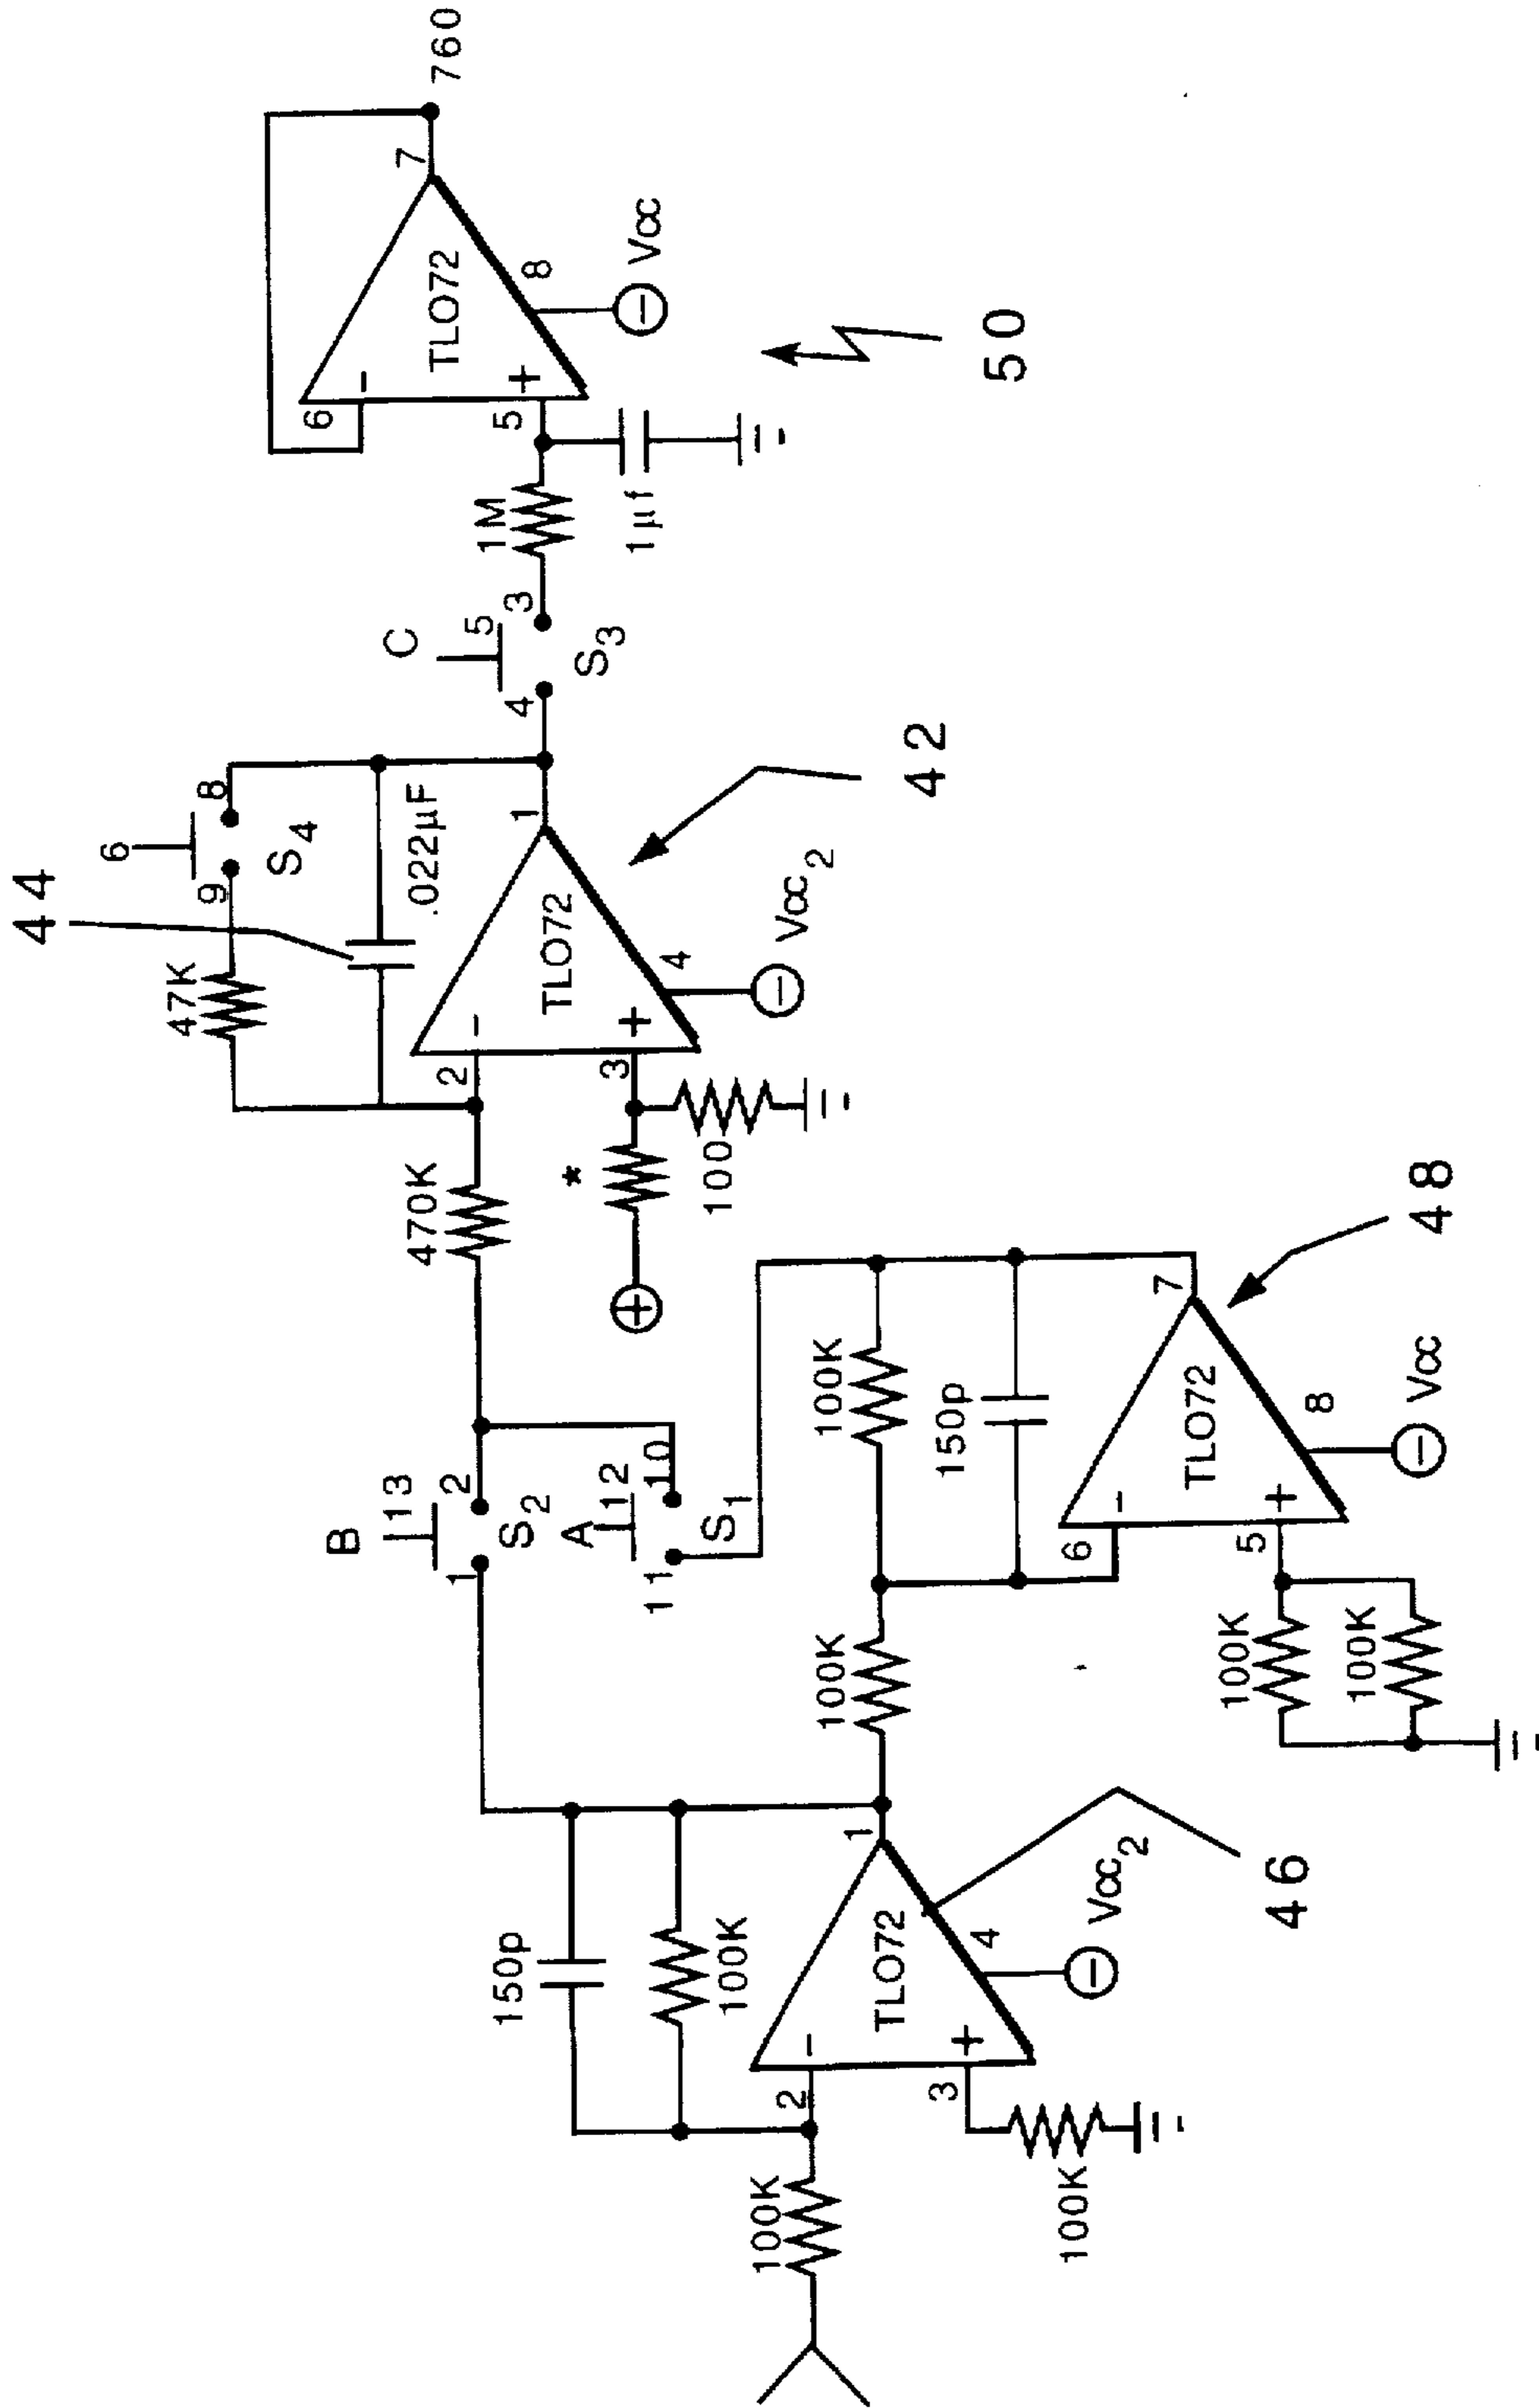 44
6
9
8
S4
47K
.022µF
C
5
4
3
S3
1M
1µf
6
5
7
760
TLO72
-
+
8
Vcc
50
B
13
1
2
S2
A
12
11
10
S1
470K
*
100
2
3
1
TLO72
-
+
4
Vcc2
42
150p
100K
100K
2
3
1
TLO72
-
+
4
Vcc2
100K
46
100K
100K
150p
6
5
7
TLO72
-
+
8
Vcc
100K
100K
48